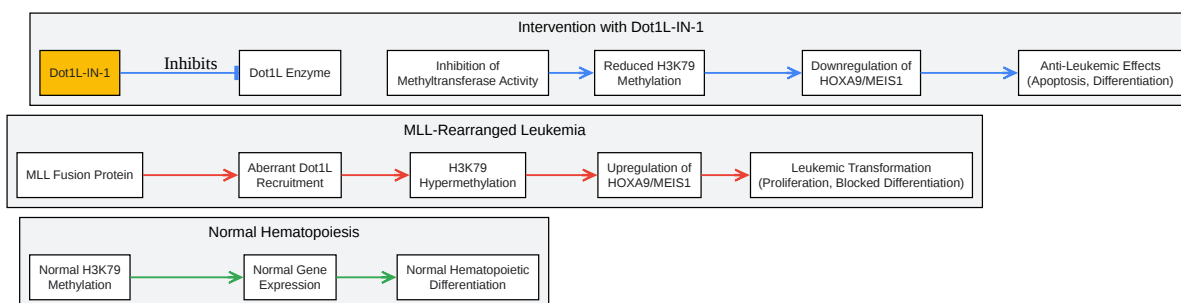 Intervention with Dot1L-IN-1
Dot1L-IN-1
Inhibits
Dot1L Enzyme
Inhibition of
Methyltransferase Activity
Reduced H3K79
Methylation
Downregulation of
HOXA9/MEIS1
Anti-Leukemic Effects
(Apoptosis, Differentiation)
MLL-Rearranged Leukemia
MLL Fusion Protein
Aberrant Dot1L
Recruitment
H3K79
Hypermethylation
Upregulation of
HOXA9/MEIS1
Leukemic Transformation
(Proliferation, Blocked Differentiation)
Normal Hematopoiesis
Normal H3K79
Methylation
Normal Gene
Expression
Normal Hematopoietic
Differentiation